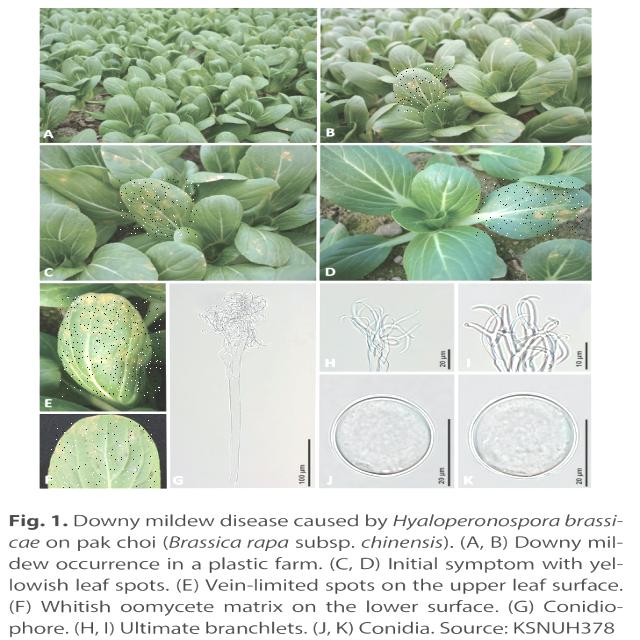 A
B
C
D
E
F
G
100 μm
H
20 μm
I
10 μm
J
20 μm
K
20 μm
Fig. 1. Downy mildew disease caused by Hyaloperonospora brassi-
cae on pak choi (Brassica rapa subsp. chinensis). (A, B) Downy mil-
dew occurrence in a plastic farm. (C, D) Initial symptom with yel-
lowish leaf spots. (E) Vein-limited spots on the upper leaf surface.
(F) Whitish oomycete matrix on the lower surface. (G) Conidio-
phore. (H, I) Ultimate branchlets. (J, K) Conidia. Source: KSNUH378